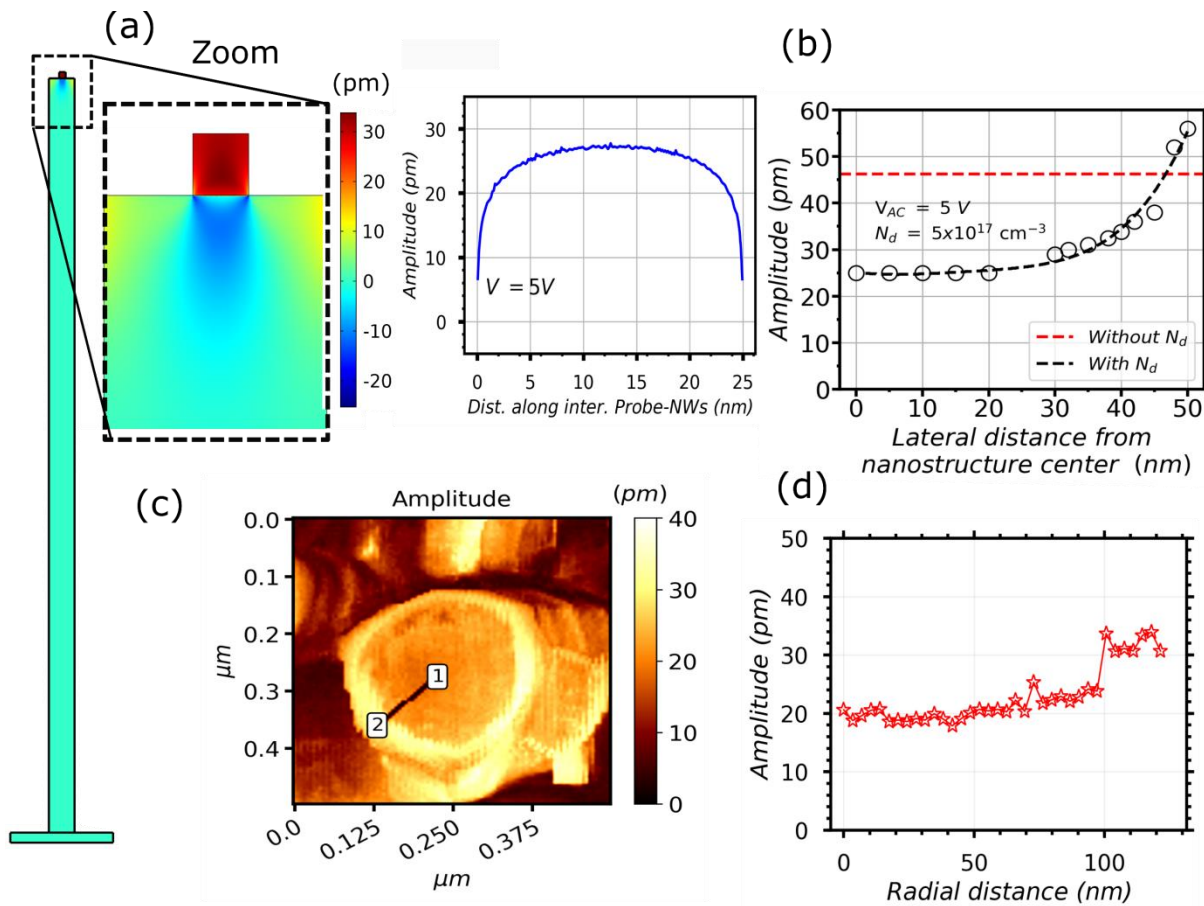 (a)
Zoom
(pm)
30
20
10
0
-10
-20
Amplitude (pm)
30
20
10
0
V = 5V
0 5 10 15 20 25
Dist. along inter. Probe-NWs (nm)
(b)
Amplitude (pm)
60
50
40
30
20
10
0
V_AC = 5 V
N_d = 5x10^17 cm^−3
Without N_d
With N_d
0 10 20 30 40 50
Lateral distance from
nanostructure center (nm)
(c)
Amplitude
(pm)
μm
0.0
0.1
0.2
0.3
0.4
1
2
0.0 0.125 0.250 0.375
μm
40
30
20
10
0
(d)
Amplitude (pm)
50
40
30
20
10
0
0 50 100
Radial distance (nm)